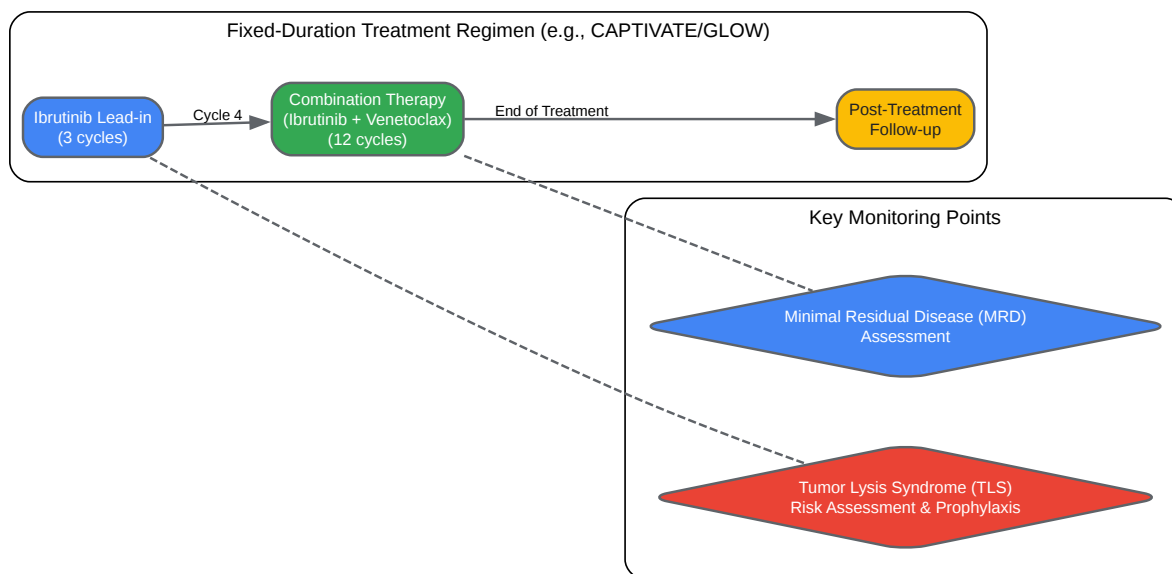 Fixed-Duration Treatment Regimen (e.g., CAPTIVATE/GLOW)
Ibrutinib Lead-in
(3 cycles)
Cycle 4
Combination Therapy
(Ibrutinib + Venetoclax)
(12 cycles)
End of Treatment
Post-Treatment
Follow-up
Key Monitoring Points
Minimal Residual Disease (MRD)
Assessment
Tumor Lysis Syndrome (TLS)
Risk Assessment & Prophylaxis